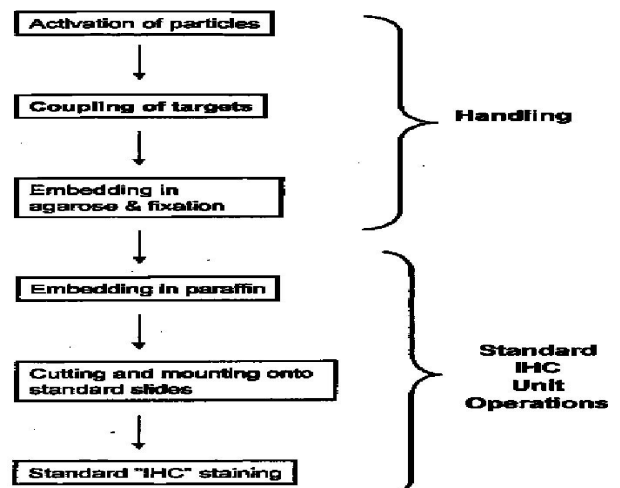 Activation of particles
Coupling of targets
Handling
Embedding in
agarose & fixation
Embedding in paraffin
Cutting and mounting onto
standard slides
Standard
IHC
Unit
Operations
Standard "IHC" staining